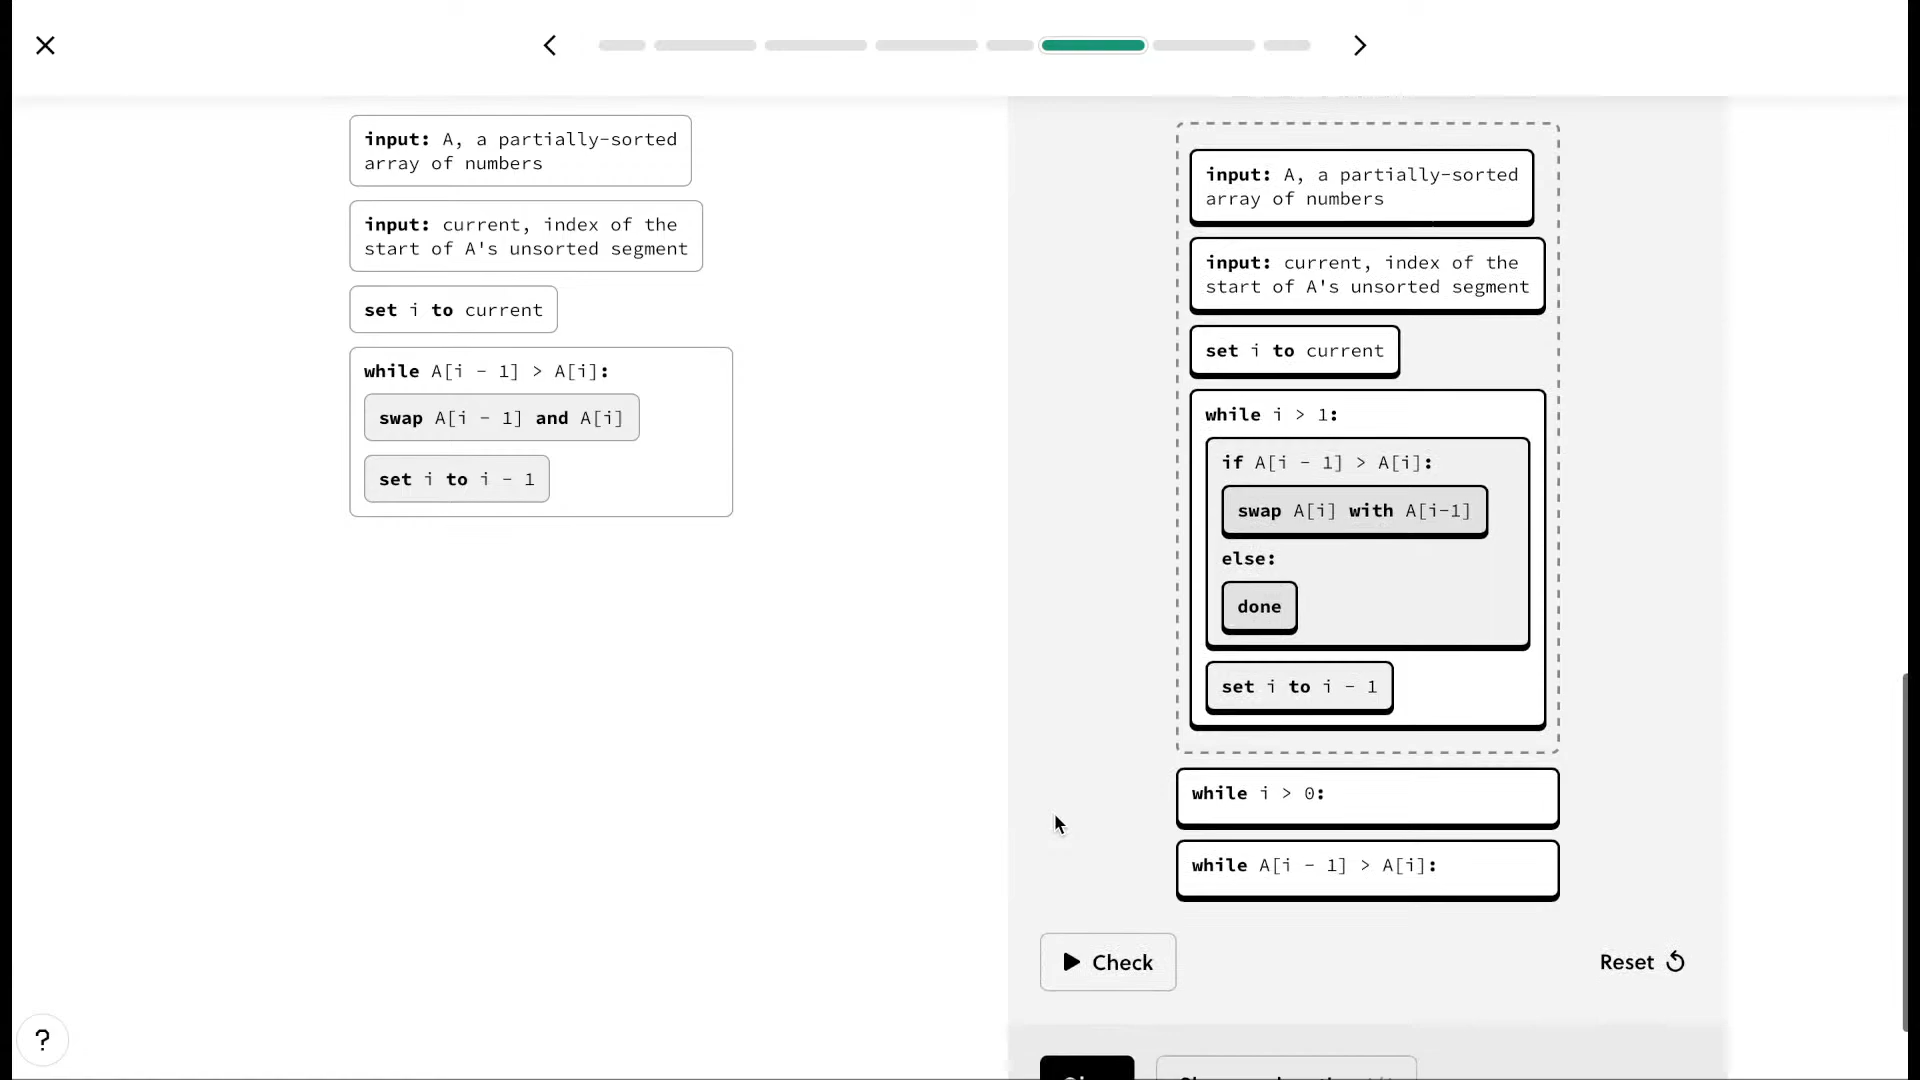 input: A, a partially-sorted
array of numbers
input: current, index of the
start of A's unsorted segment
set i to current
while A[i - 1] > A[i]:
swap A[i - 1] and A[i]
set i to i - 1
input: A, a partially-sorted
array of numbers
input: current, index of the
start of A's unsorted segment
set i to current
while i > 1:
if A[i - 1] > A[i]:
swap A[i] with A[i-1]
else:
done
set i to i - 1
while i > 0:
while A[i - 1] > A[i]:
Check
Reset
?